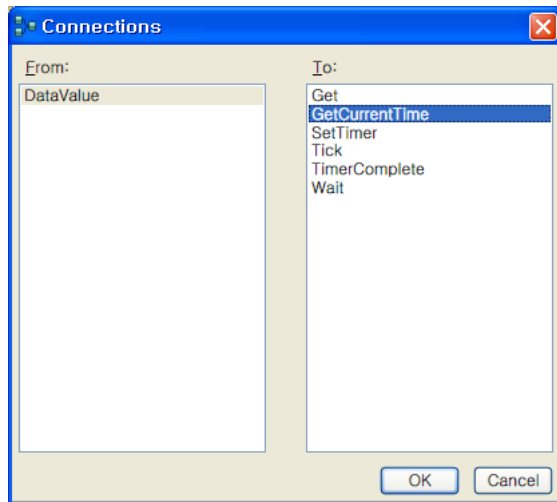 Connections
From:
DataValue
To:
Get
GetCurrentTime
SetTimer
Tick
TimerComplete
Wait
OK
Cancel